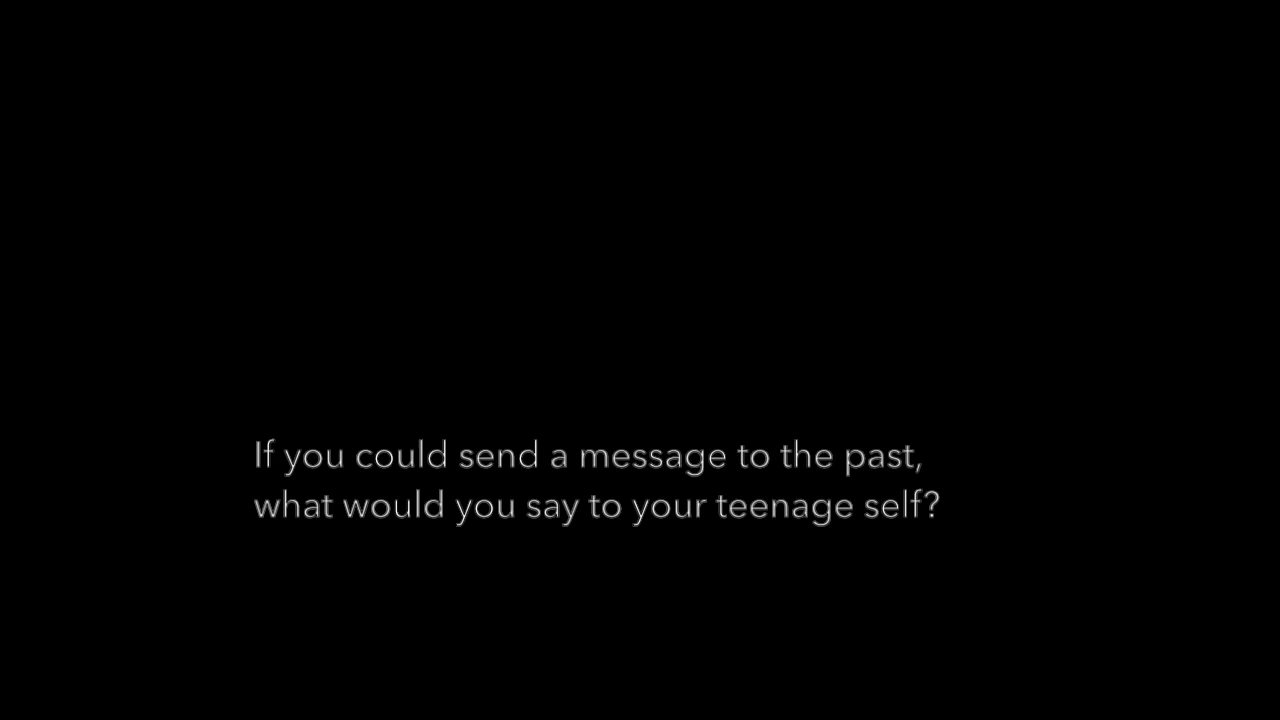 If you could send a message to the past,
what would you say to your teenage self?